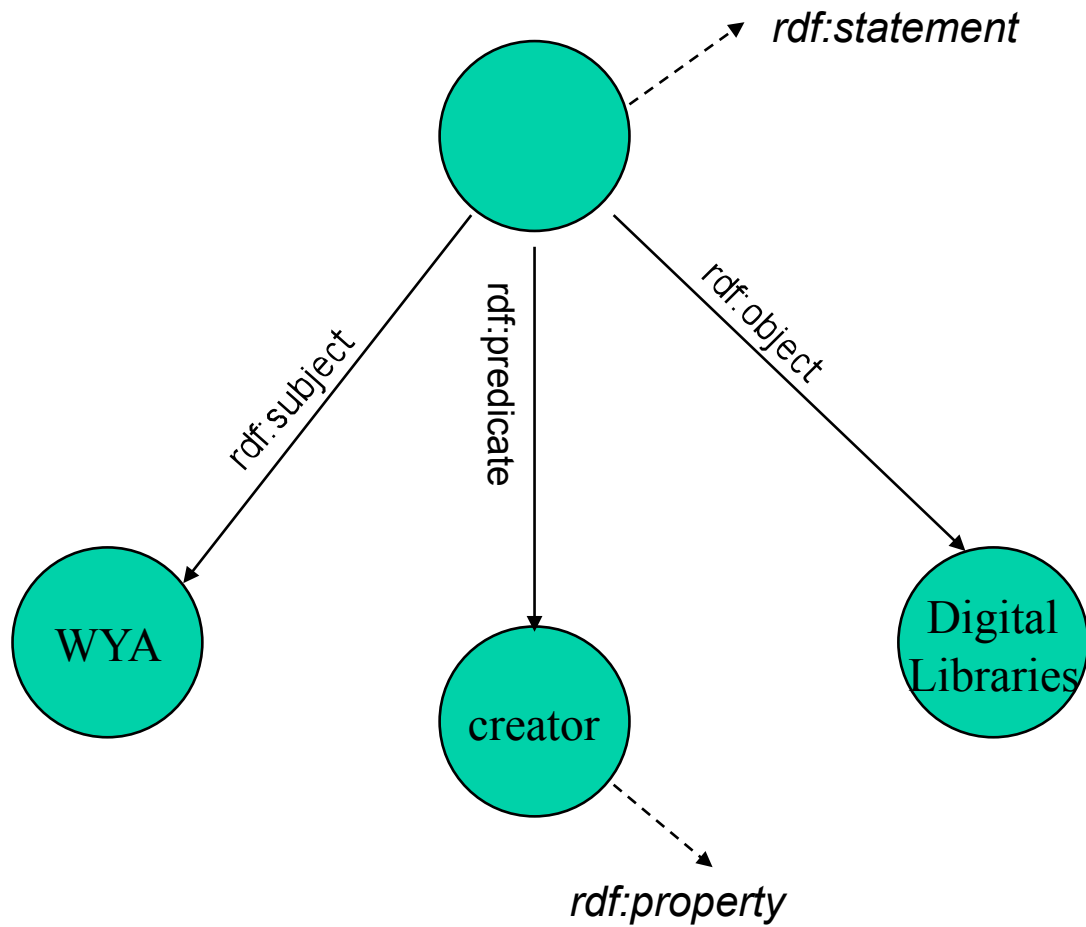 rdf:statement
rdf:subject
rdf:predicate
rdf:object
WYA
creator
Digital
Libraries
rdf:property